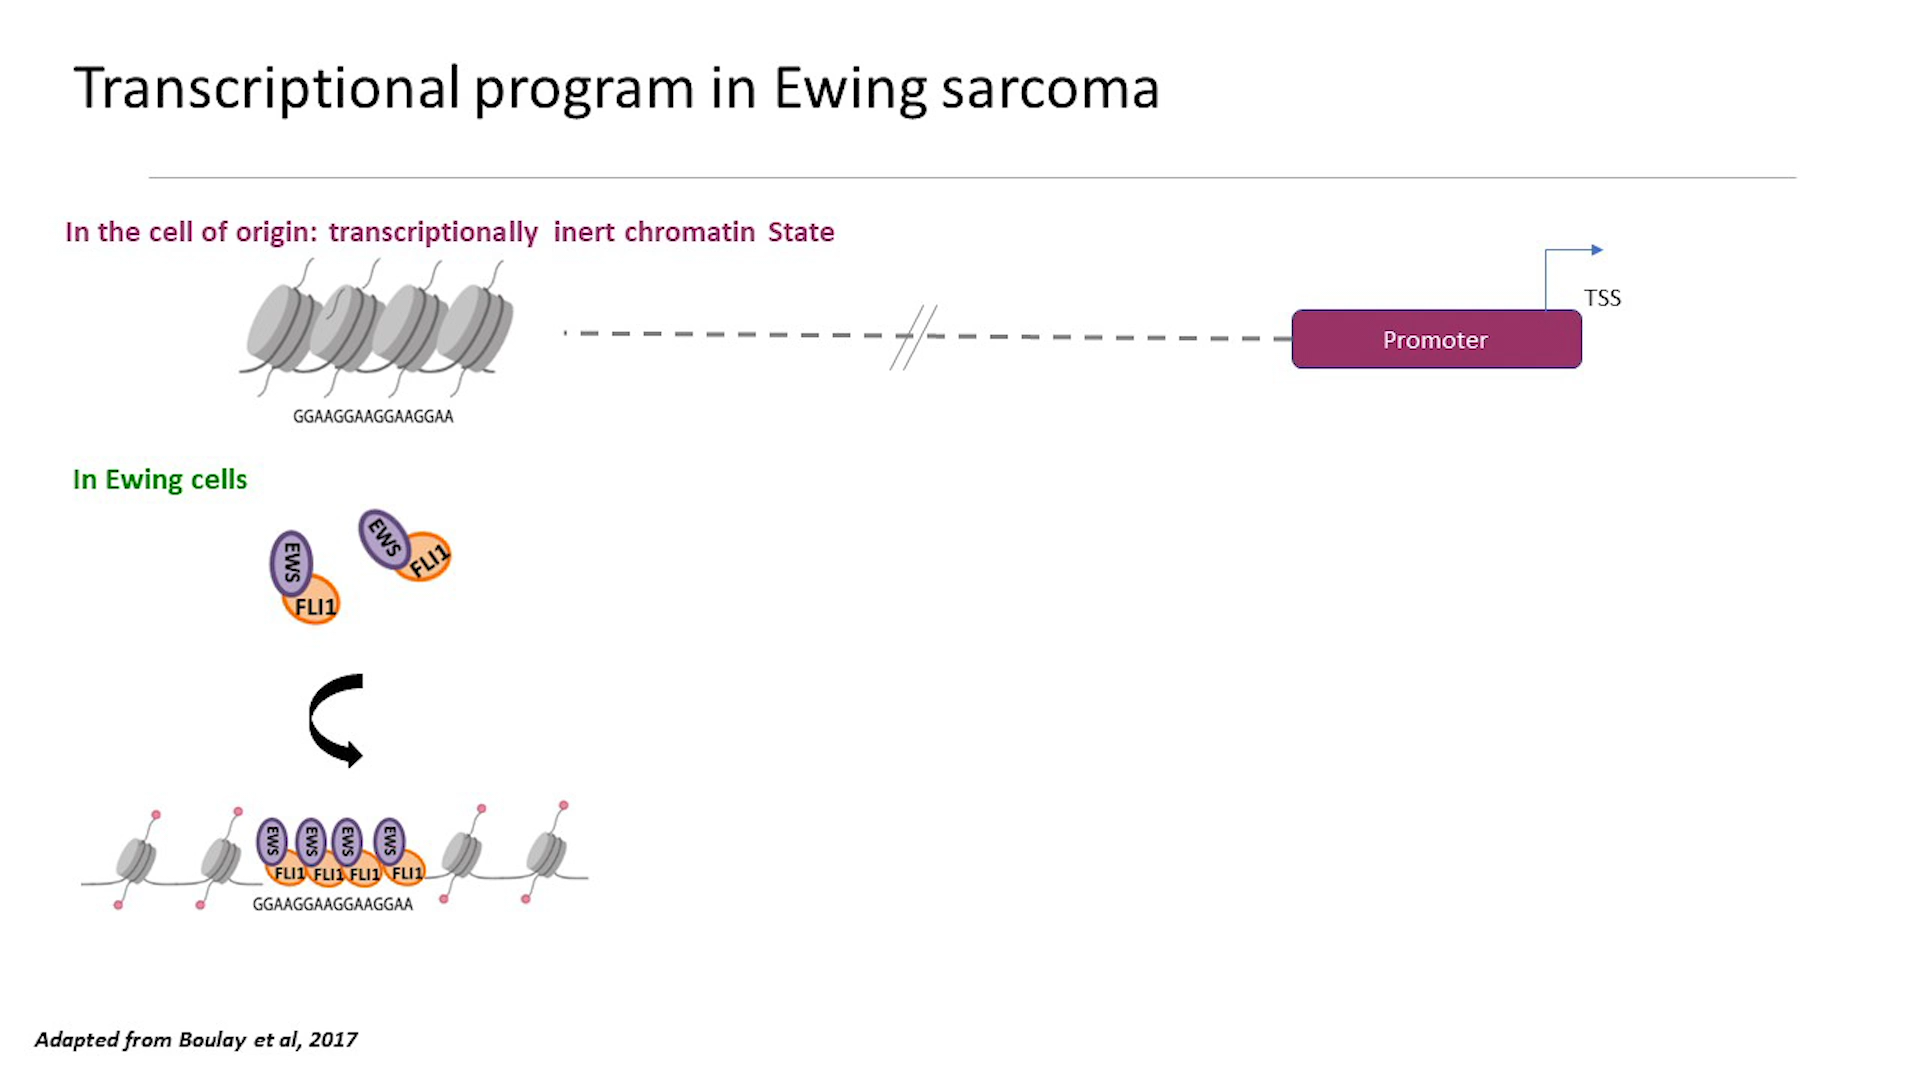 Transcriptional program in Ewing sarcoma
In the cell of origin: transcriptionally inert chromatin State
TSS
Promoter
GGAAGGAAGGAAGGAA
In Ewing cells
EWS
FLI1
EWS
FLI1
EWS EWS EWS EWS
FLI1 FLI1 FLI1 FLI1
GGAAGGAAGGAAGGAA
Adapted from Boulay et al, 2017